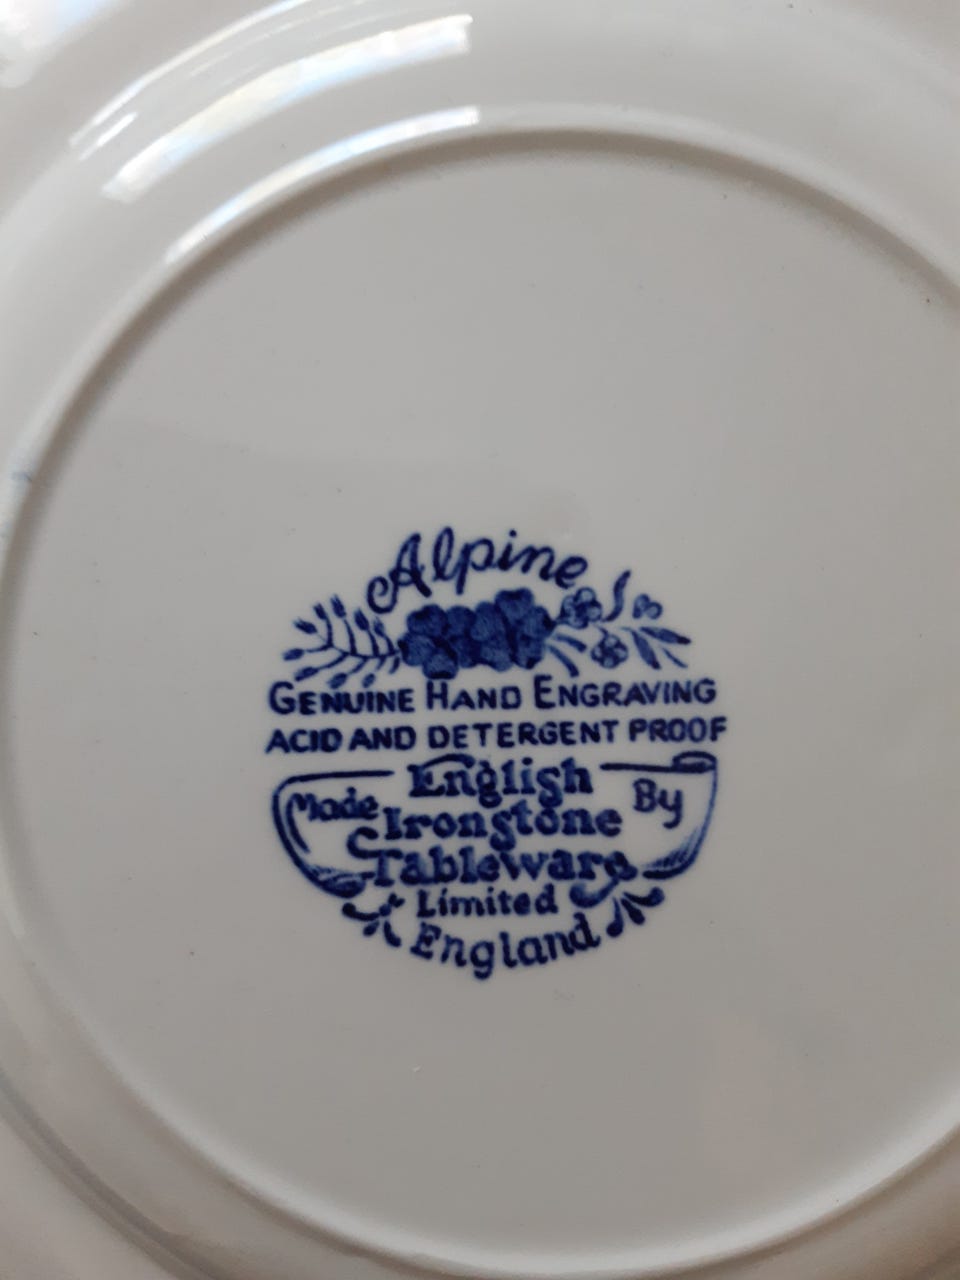 Alpine
GENUINE HAND ENGRAVING
ACID AND DETERGENT PROOF
Made English By
Ironstone
Tableware
Limited
England